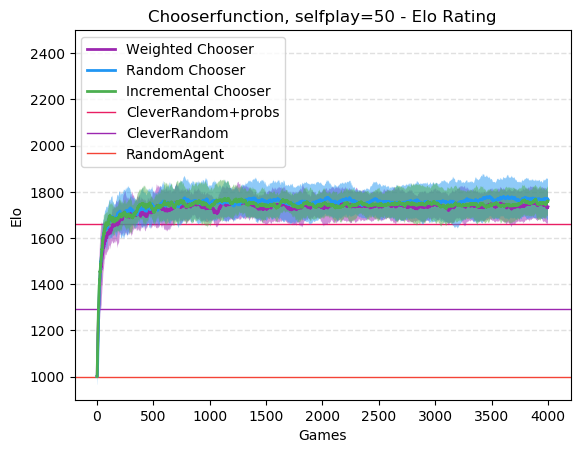 Chooserfunction, selfplay=50 - Elo Rating
Weighted Chooser
Random Chooser
Incremental Chooser
CleverRandom+probs
CleverRandom
RandomAgent
2400
2200
2000
1800
1600
1400
1200
1000
Elo
0 500 1000 1500 2000 2500 3000 3500 4000
Games